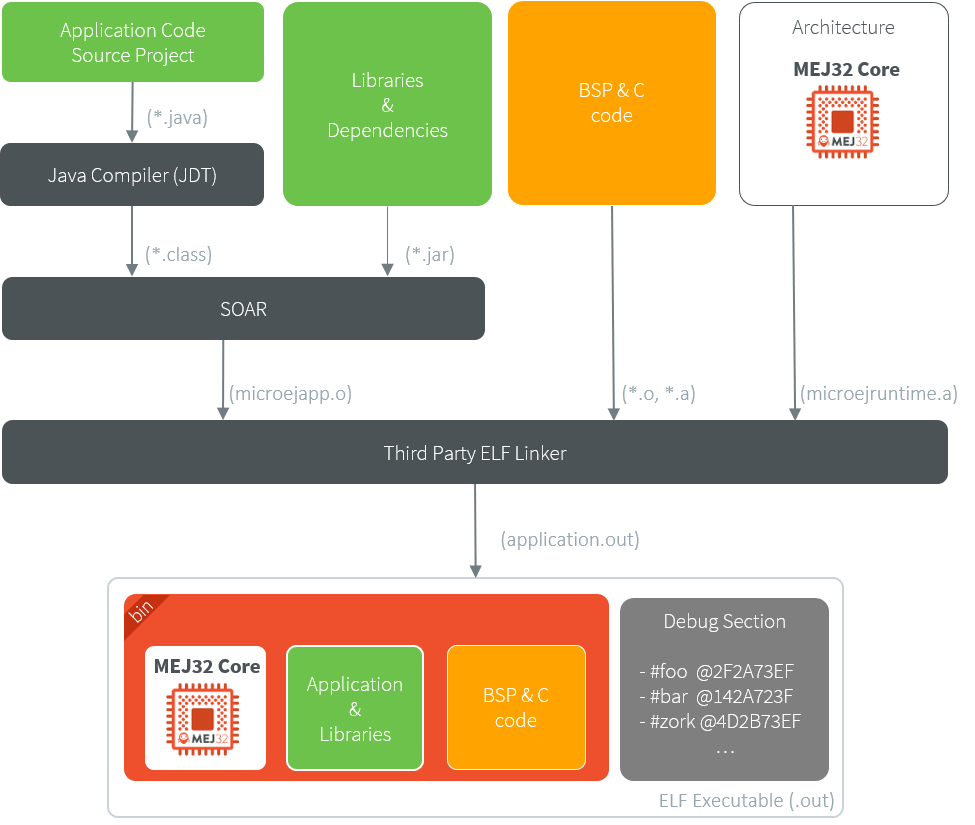 Application Code
Source Project
Libraries
&
Dependencies
BSP & C
code
Architecture
MEJ32 Core
MEJ32
(*.java)
Java Compiler (JDT)
(*.class)
(*.jar)
SOAR
(microejapp.o)
(*.o, *.a)
(microejruntime.a)
Third Party ELF Linker
(application.out)
bin
MEJ32 Core
MEJ32
Application
&
Libraries
BSP & C
code
Debug Section
- #foo @2F2A73EF
- #bar @142A723F
- #zork @4D2B73EF
...
ELF Executable (.out)